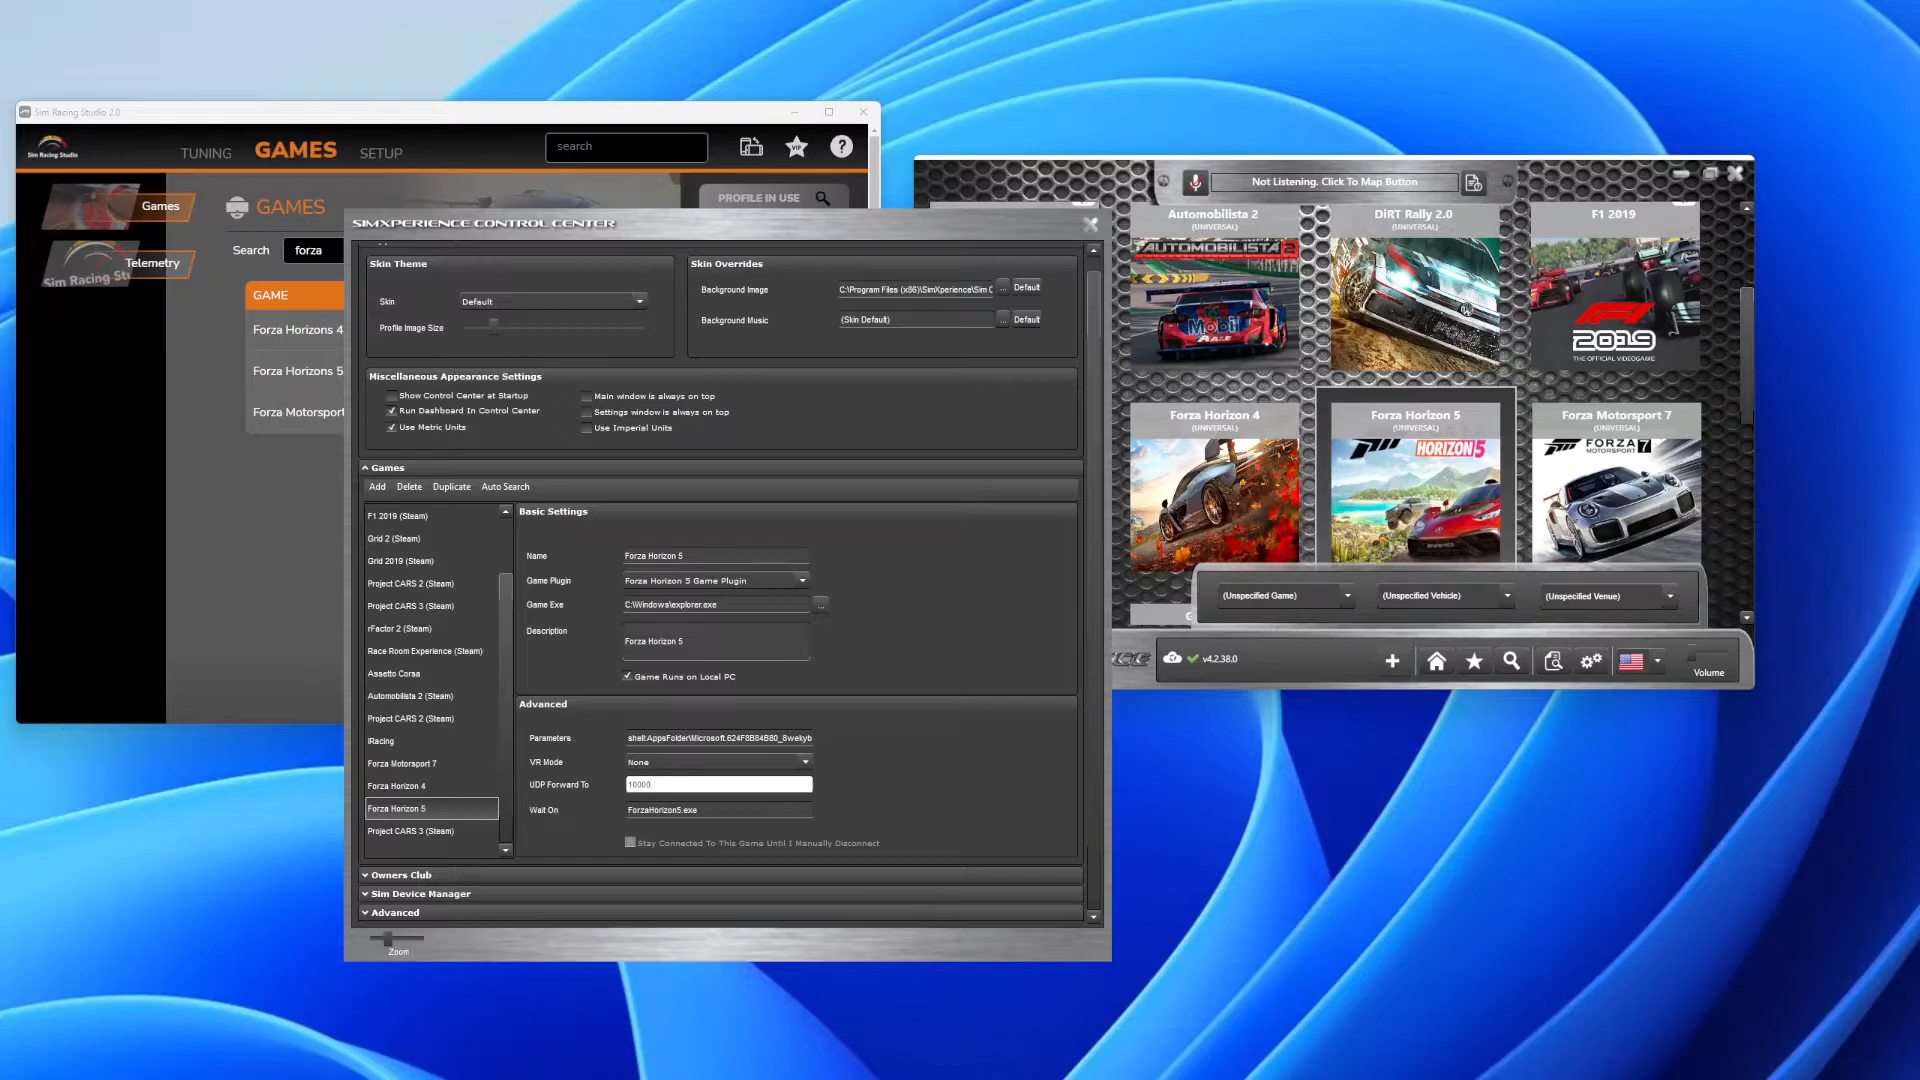 Sim Racing Studio 2.0
Sim Racing Studio
TUNING
GAMES
SETUP
search
VIP
?
Games
Telemetry
Sim Racing Stu
GAMES
PROFILE IN USE
Search
forza
GAME
Forza Horizons 4
Forza Horizons 5
Forza Motorsport
SIMXPERIENCE CONTROL CENTER
Skin Theme
Skin
Default
Profile Image Size
Skin Overrides
Background Image
C:\Program Files (x86)\SimXperience\Sim C
...
Default
Background Music
(Skin Default)
...
Default
Miscellaneous Appearance Settings
Show Control Center at Startup
Run Dashboard In Control Center
Use Metric Units
Main window is always on top
Settings window is always on top
Use Imperial Units
Games
Add
Delete
Duplicate
Auto Search
F1 2019 (Steam)
Grid 2 (Steam)
Grid 2019 (Steam)
Project CARS 2 (Steam)
Project CARS 3 (Steam)
rFactor 2 (Steam)
Race Room Experience (Steam)
Assetto Corsa
Automobilista 2 (Steam)
Project CARS 2 (Steam)
iRacing
Forza Motorsport 7
Forza Horizon 4
Forza Horizon 5
Project CARS 3 (Steam)
Basic Settings
Name
Forza Horizon 5
Game Plugin
Forza Horizon 5 Game Plugin
Game Exe
C:\Windows\explorer.exe
...
Description
Forza Horizon 5
Game Runs on Local PC
Advanced
Parameters
shell:AppsFolder\Microsoft.624F8B84B80_8wekyb
VR Mode
None
UDP Forward To
10000
Wait On
ForzaHorizon5.exe
Stay Connected To This Game Until I Manually Disconnect
Owners Club
Sim Device Manager
Advanced
Zoom
Not Listening. Click To Map Button
Automobilista 2
(UNIVERSAL)
AUTOMOBILISTA 2
Mobil
DiRT Rally 2.0
(UNIVERSAL)
F1 2019
(UNIVERSAL)
F1
2019
THE OFFICIAL VIDEOGAME
Forza Horizon 4
(UNIVERSAL)
Forza Horizon 5
(UNIVERSAL)
HORIZON 5
Forza Motorsport 7
(UNIVERSAL)
FORZA
MOTORSPORT 7
(Unspecified Game)
(Unspecified Vehicle)
(Unspecified Venue)
v4.2.38.0
Volume